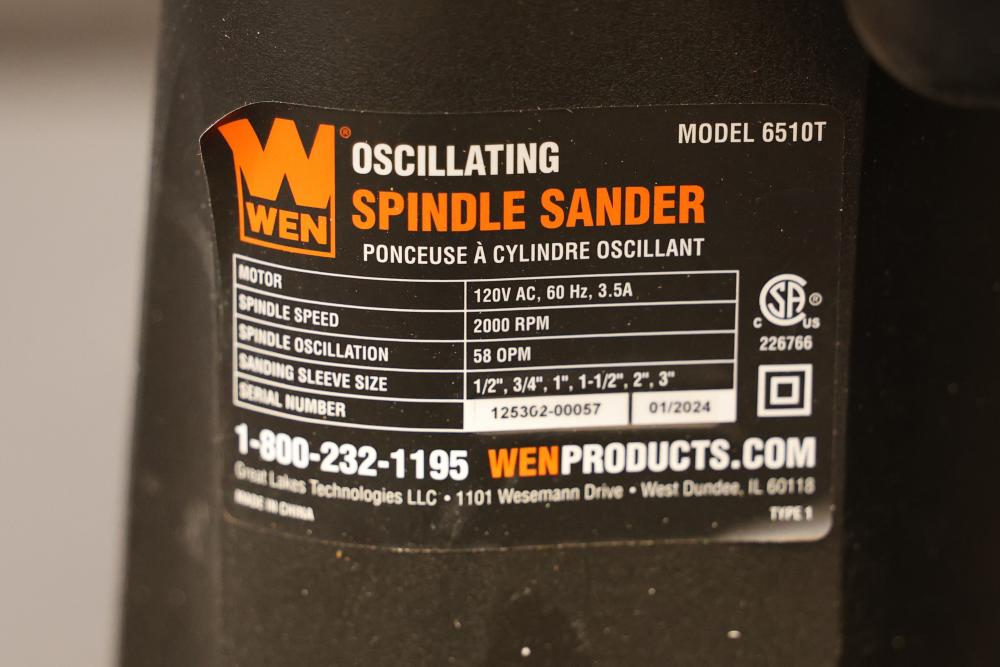 WEN®
OSCILLATING
MODEL 6510T
SPINDLE SANDER
PONCEUSE À CYLINDRE OSCILLANT
MOTOR 120V AC, 60 Hz, 3.5A
SPINDLE SPEED 2000 RPM
SPINDLE OSCILLATION 58 OPM
SANDING SLEEVE SIZE 1/2", 3/4", 1", 1-1/2", 2", 3"
SERIAL NUMBER 125302-00057 01/2024
SA®
C US
226766
1-800-232-1195 WENPRODUCTS.COM
Great Lakes Technologies LLC • 1101 Wesemann Drive • West Dundee, IL 60118
MADE IN CHINA TYPE 1